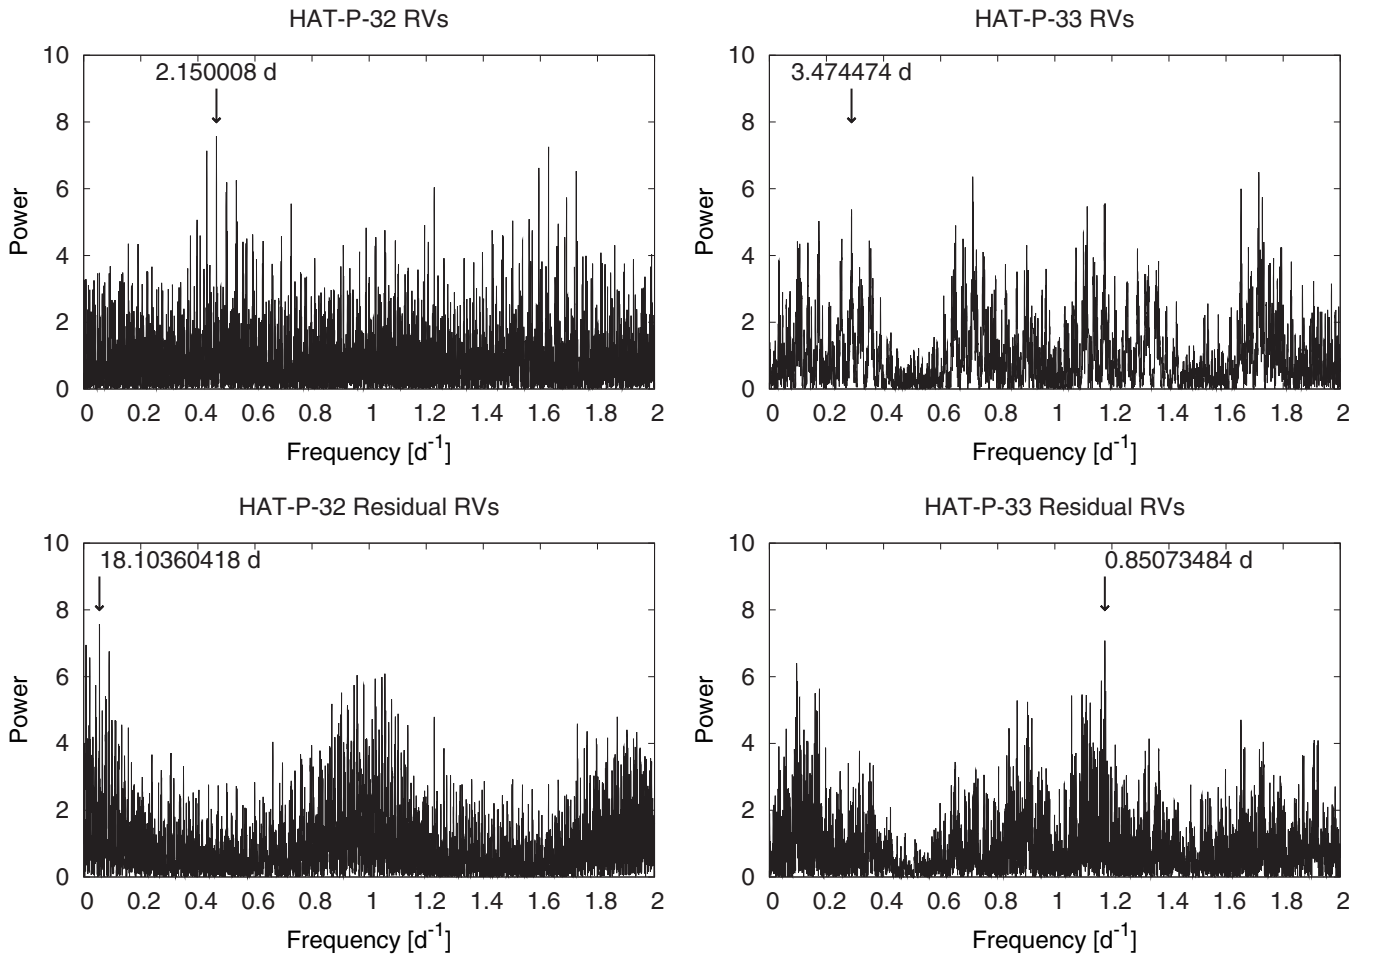 HAT-P-32 RVs
10
8
6
4
2
0
Power
2.150008 d
0 0.2 0.4 0.6 0.8 1 1.2 1.4 1.6 1.8 2
Frequency [d-1]
HAT-P-33 RVs
10
8
6
4
2
0
Power
3.474474 d
0 0.2 0.4 0.6 0.8 1 1.2 1.4 1.6 1.8 2
Frequency [d-1]
HAT-P-32 Residual RVs
10
8
6
4
2
0
Power
18.10360418 d
0 0.2 0.4 0.6 0.8 1 1.2 1.4 1.6 1.8 2
Frequency [d-1]
HAT-P-33 Residual RVs
10
8
6
4
2
0
Power
0.85073484 d
0 0.2 0.4 0.6 0.8 1 1.2 1.4 1.6 1.8 2
Frequency [d-1]